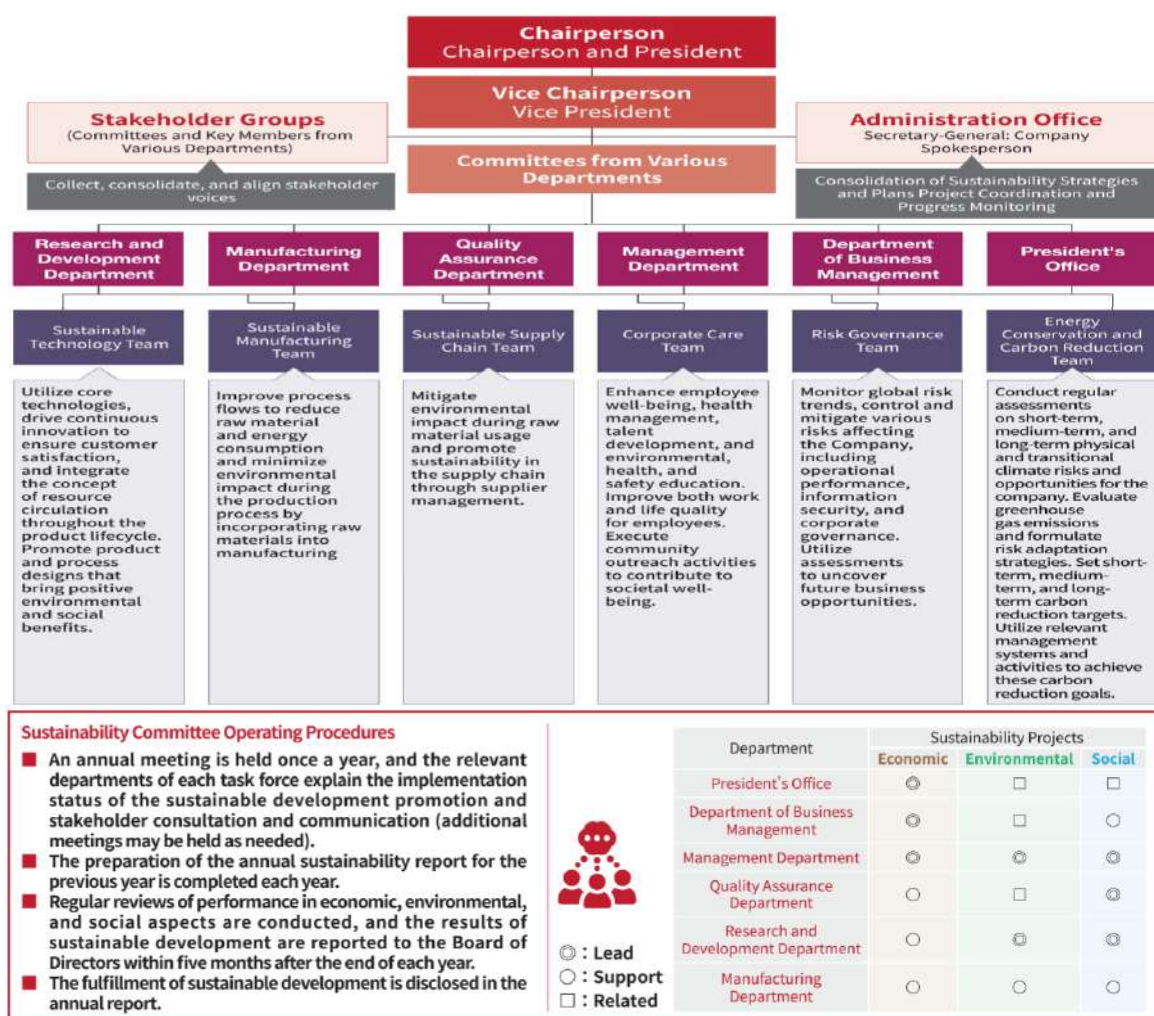 Chairperson
Chairperson and President
Vice Chairperson
Vice President
Stakeholder Groups
(Committees and Key Members from
Various Departments)
Collect, consolidate, and align stakeholder
voices
Administration Office
Secretary-General: Company
Spokesperson
Consolidation of Sustainability Strategies
and Plans Project Coordination and
Progress Monitoring
Committees from Various
Departments
Research and
Development
Department
Manufacturing
Department
Quality
Assurance
Department
Management
Department
Department
of Business
Management
President's
Office
Sustainable
Technology Team
Sustainable
Manufacturing
Team
Sustainable Supply
Chain Team
Corporate Care
Team
Risk Governance
Team
Energy
Conservation and
Carbon Reduction
Team
Utilize core
technologies,
drive continuous
innovation to
ensure customer
satisfaction,
and integrate
the concept
of resource
circulation
throughout the
product lifecycle.
Promote product
and process
designs that
bring positive
environmental
and social
benefits.
Improve process
flows to reduce
raw material
and energy
consumption
and minimize
environmental
impact during
the production
process by
incorporating raw
materials into
manufacturing
Mitigate
environmental
impact during raw
material usage
and promote
sustainability in
the supply chain
through supplier
management.
Enhance employee
well-being, health
management,
talent
development, and
environmental,
health, and
safety education.
Improve both work
and life quality
for employees.
Execute
community
outreach activities
to contribute to
societal well-
being.
Monitor global risk
trends, control and
mitigate various
risks affecting
the Company,
including
operational
performance,
information
security, and
corporate
governance.
Utilize
assessments
to uncover
future business
opportunities.
Conduct regular
assessments
on short-term,
medium-term, and
long-term physical
and transitional
climate risks and
opportunities for the
company. Evaluate
greenhouse
gas emissions
and formulate
risk adaptation
strategies. Set short-
term, medium-
term, and long-
term carbon
reduction targets.
Utilize relevant
management
systems and
activities to achieve
these carbon
reduction goals.
Sustainability Committee Operating Procedures
■ An annual meeting is held once a year, and the relevant
departments of each task force explain the implementation
status of the sustainable development promotion and
stakeholder consultation and communication (additional
meetings may be held as needed).
■ The preparation of the annual sustainability report for the
previous year is completed each year.
■ Regular reviews of performance in economic, environmental,
and social aspects are conducted, and the results of
sustainable development are reported to the Board of
Directors within five months after the end of each year.
■ The fulfillment of sustainable development is disclosed in the
annual report.
◎ : Lead
○ : Support
□ : Related
Department
Sustainability Projects
Economic Environmental Social
President's Office ◎ □ □
Department of Business
Management ◎ □ ○
Management Department ◎ ◎ ◎
Quality Assurance
Department ○ □ ◎
Research and
Development Department ○ ◎ ◎
Manufacturing
Department ○ ○ ○